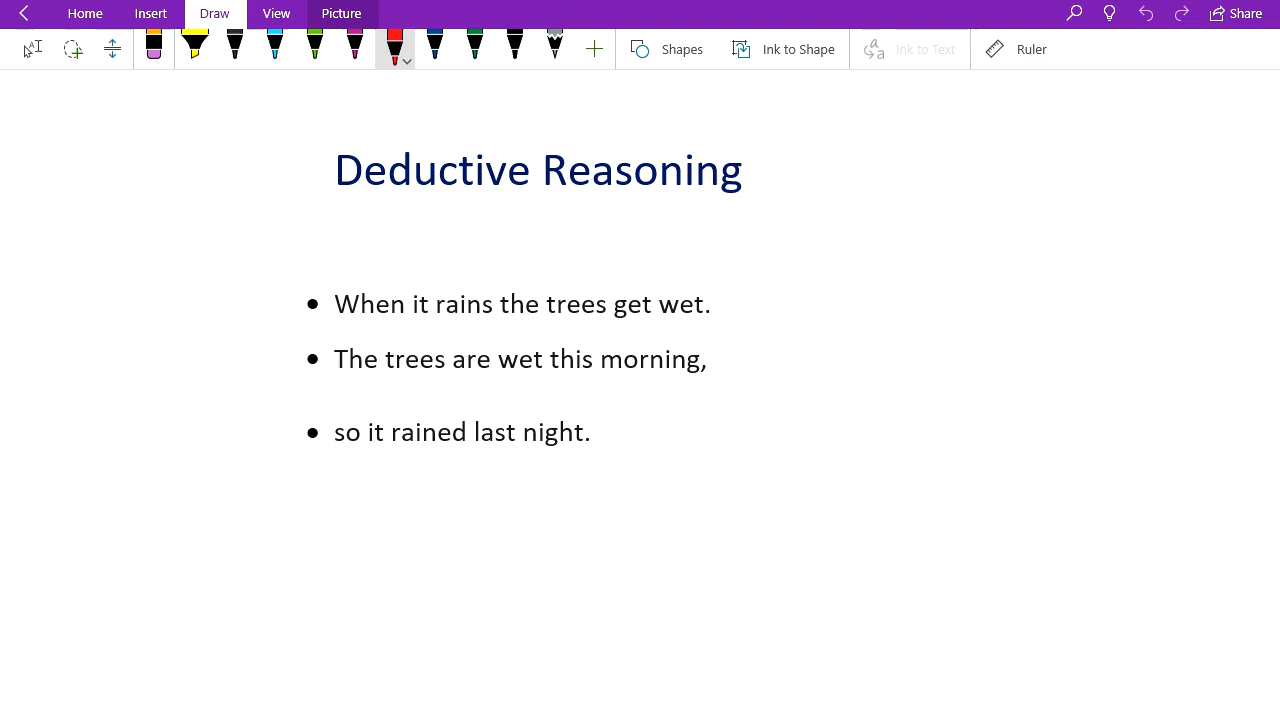 Home Insert Draw View Picture Share
Shapes Ink to Shape Ink to Text Ruler
Deductive Reasoning
• When it rains the trees get wet.
• The trees are wet this morning,
• so it rained last night.